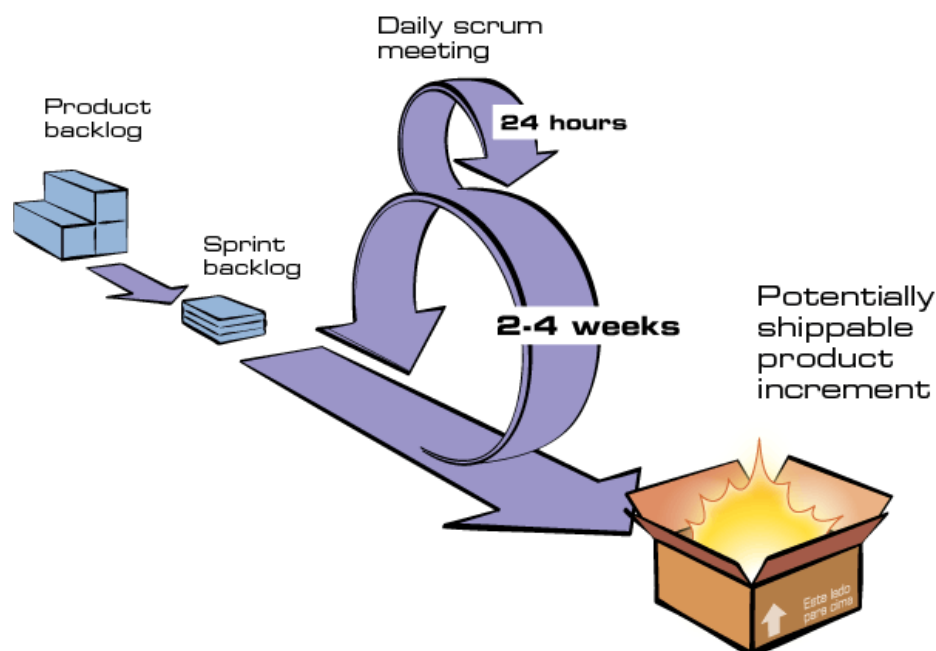 Daily scrum
meeting
24 hours
Product
backlog
Sprint
backlog
2-4 weeks
Potentially
shippable
product
increment
Este lado
para cima